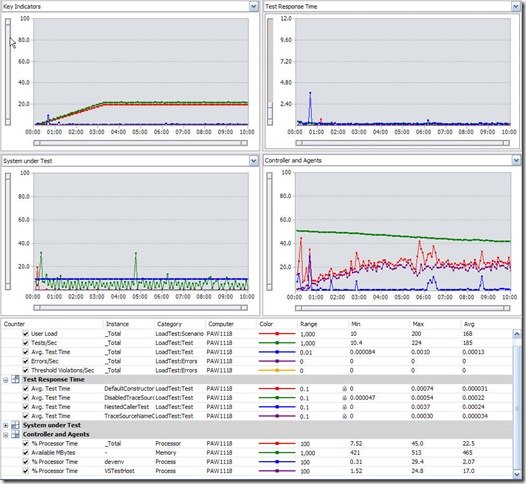 Key Indicators
100
80.0
60.0
40.0
20.0
00:00 01:00 02:00 03:00 04:00 05:00 06:00 07:00 08:00 09:00 10:00
Test Response Time
12.0
9.60
7.20
4.80
2.40
00:00 01:00 02:00 03:00 04:00 05:00 06:00 07:00 08:00 09:00 10:00
System under Test
100
80.0
60.0
40.0
20.0
00:00 01:00 02:00 03:00 04:00 05:00 06:00 07:00 08:00 09:00 10:00
Controller and Agents
100
80.0
60.0
40.0
20.0
00:00 01:00 02:00 03:00 04:00 05:00 06:00 07:00 08:00 09:00 10:00
Counter Instance Category Computer Color Range Min Max Avg
User Load _Total LoadTest:Scenario PAW1118 1,000 10 200 168
Tests/Sec _Total LoadTest:Test PAW1118 1,000 10.4 224 185
Avg. Test Time _Total LoadTest:Test PAW1118 0.01 0.000084 0.0010 0.00013
Errors/Sec _Total LoadTest:Errors PAW1118 100
Threshold Violations/Sec _Total LoadTest:Errors PAW1118 100
Test Response Time
Avg. Test Time DefaultConstructor LoadTest:Test PAW1118 0.1 0 0.00074 0.000031
Avg. Test Time DisabledTraceSourc LoadTest:Test PAW1118 0.1 0.000047 0.00054 0.00022
Avg. Test Time NestedCallerTest LoadTest:Test PAW1118 0.1 0 0.0037 0.00024
Avg. Test Time TraceSourceNameC LoadTest:Test PAW1118 0.1 0 0.00030 0.000034
System under Test
Controller and Agents
% Processor Time _Total Processor PAW1118 100 7.52 45.0 22.5
Available MBytes - Memory PAW1118 1,000 421 513 465
% Processor Time devenv Process PAW1118 100 0.31 29.4 2.07
% Processor Time VSTestHost Process PAW1118 100 1.52 24.8 17.0